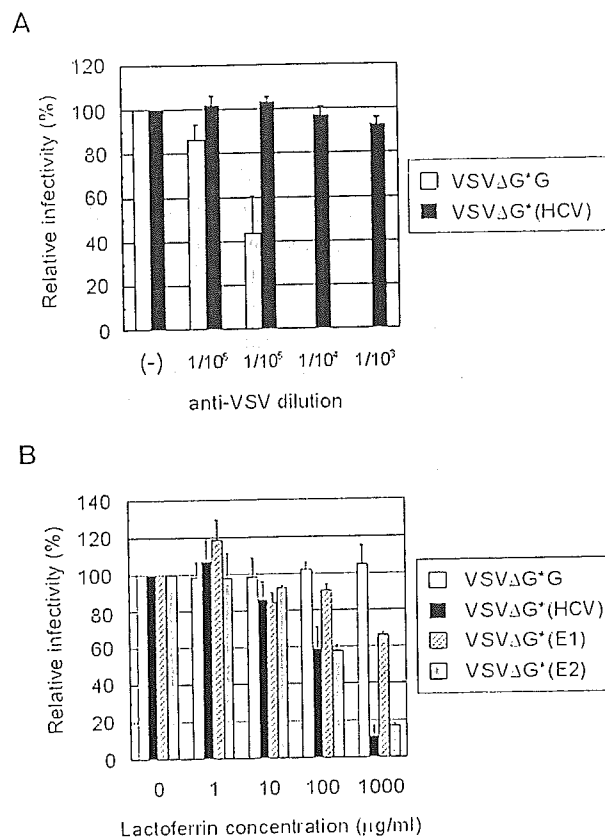 A
Relative infectivity (%)
120
100
80
60
40
20
0
(-) 1/10⁶ 1/10⁵ 1/10⁴ 1/10³
anti-VSV dilution
VSVΔG*G
VSVΔG*(HCV)
B
Relative infectivity (%)
140
120
100
80
60
40
20
0
0 1 10 100 1000
Lactoferrin concentration (μg/ml)
VSVΔG*G
VSVΔG*(HCV)
VSVΔG*(E1)
VSVΔG*(E2)